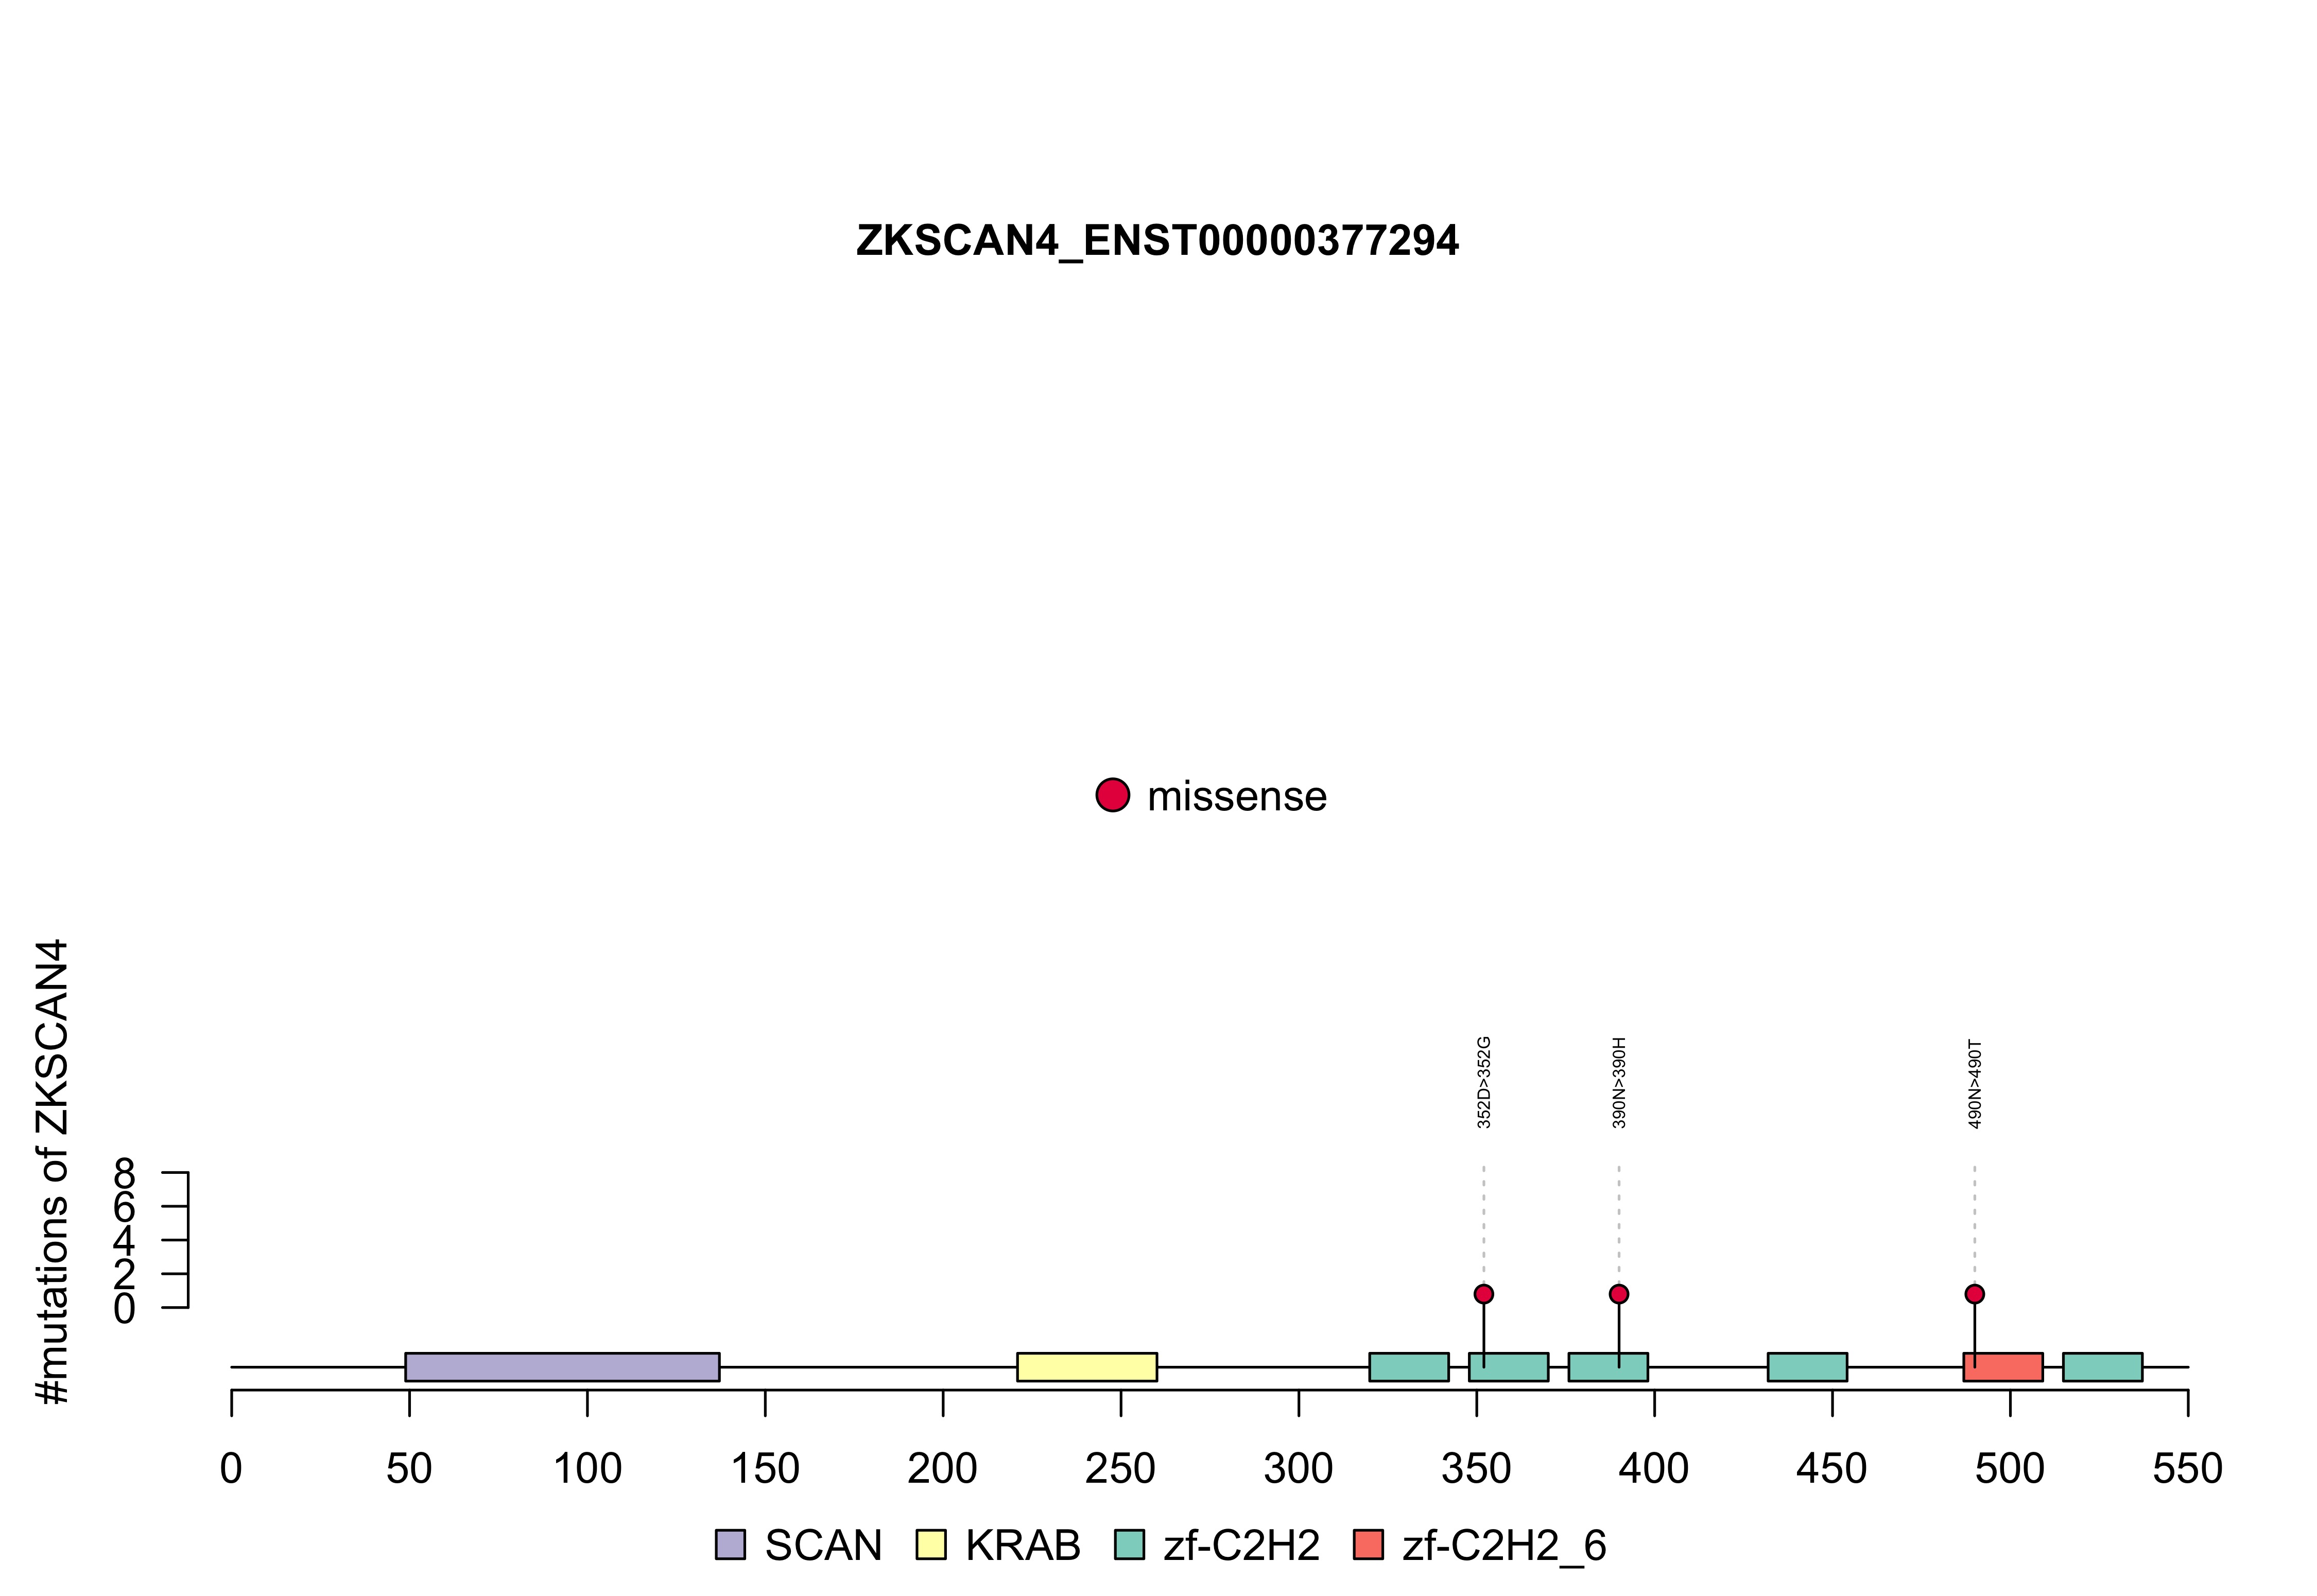 ZKSCAN4_ENST00000377294
missense
#mutations of ZKSCAN4
352D>352G
390N>390H
490N>490T
8
6
4
2
0
0 50 100 150 200 250 300 350 400 450 500 550
SCAN KRAB zf-C2H2 zf-C2H2_6